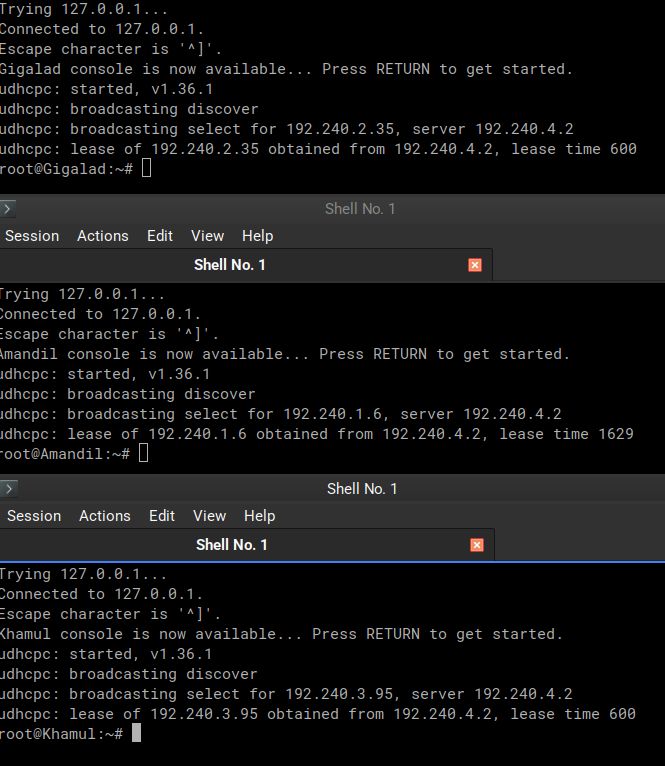 Trying 127.0.0.1...
Connected to 127.0.0.1.
Escape character is '^]'.
Gigalad console is now available... Press RETURN to get started.
udhcpc: started, v1.36.1
udhcpc: broadcasting discover
udhcpc: broadcasting select for 192.240.2.35, server 192.240.4.2
udhcpc: lease of 192.240.2.35 obtained from 192.240.4.2, lease time 600
root@Gigalad:~#
Shell No. 1
Session Actions Edit View Help
Shell No. 1
Trying 127.0.0.1...
Connected to 127.0.0.1.
Escape character is '^]'.
Amandil console is now available... Press RETURN to get started.
udhcpc: started, v1.36.1
udhcpc: broadcasting discover
udhcpc: broadcasting select for 192.240.1.6, server 192.240.4.2
udhcpc: lease of 192.240.1.6 obtained from 192.240.4.2, lease time 1629
root@Amandil:~#
Shell No. 1
Session Actions Edit View Help
Shell No. 1
Trying 127.0.0.1...
Connected to 127.0.0.1.
Escape character is '^]'.
Khamul console is now available... Press RETURN to get started.
udhcpc: started, v1.36.1
udhcpc: broadcasting discover
udhcpc: broadcasting select for 192.240.3.95, server 192.240.4.2
udhcpc: lease of 192.240.3.95 obtained from 192.240.4.2, lease time 600
root@Khamul:~#